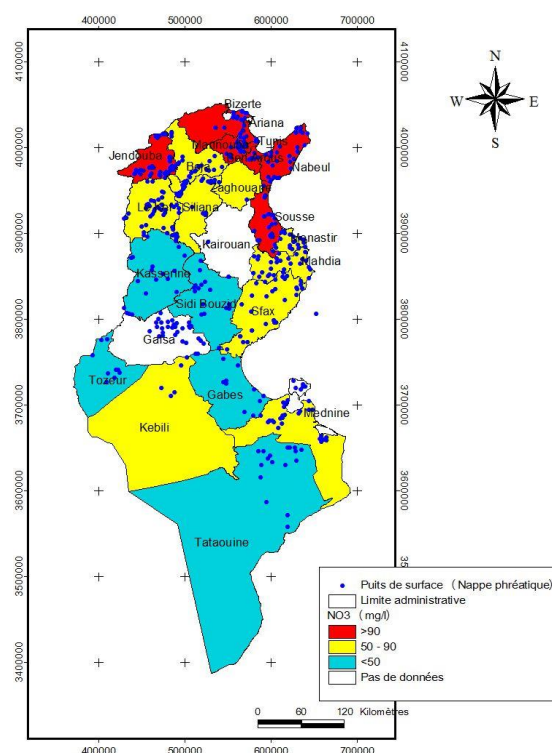 400000 500000 600000 700000
4100000 4100000
N
W E
S
Bizerte
Ariana
4000000 4000000
Tunis
Jendouba
Nabeul
Zaghouane
Siliana
Sousse
3900000 3900000
Kairouan
Monastir
Mahdia
Kasserine
Sidi Bouzid
3800000 3800000
Sfax
Gafsa
Tozeur
Gabes
3700000 3700000
Mednine
Kebili
3600000 3600000
Tataouine
3500000
Puits de surface (Nappe phréatique)
Limite administrative
NO3 (mg/l)
>90
50 - 90
<50
Pas de données
3400000
0 60 120 Kilomètres
400000 500000 600000 700000